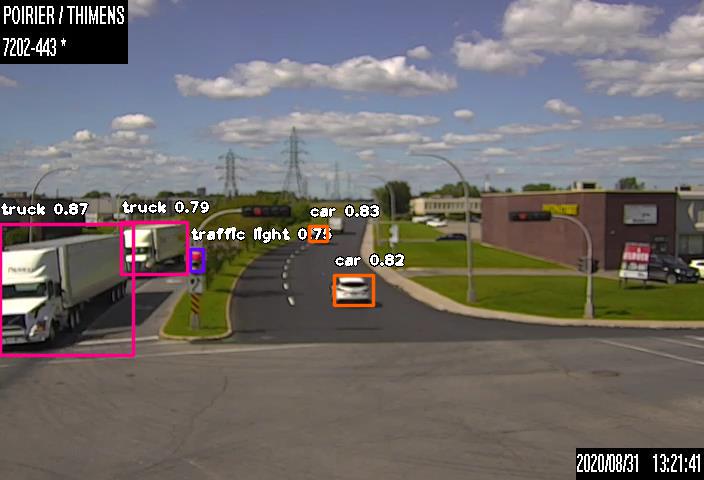 POIRIER / THIMENS
7202-443 *
truck 0.87
truck 0.79
car 0.83
traffic light 0.75
car 0.82
2020/08/31 13:21:41